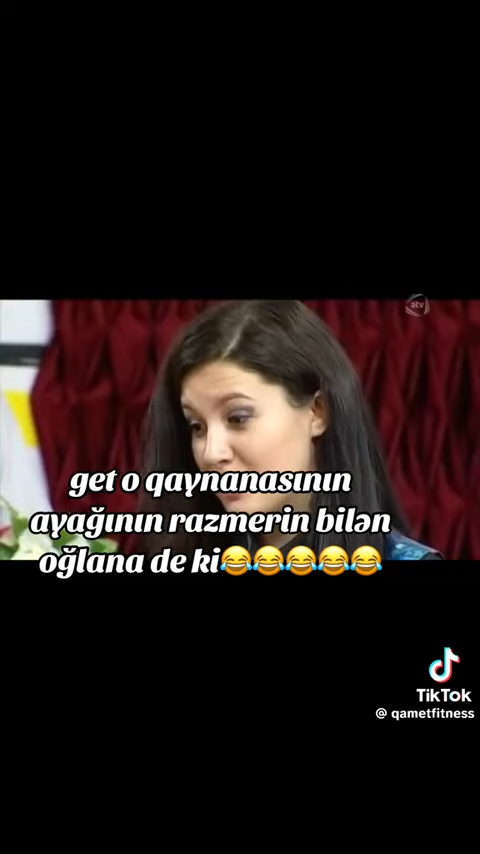 atv
get o qaynanasının
ayağının razmerin bilən
oğlana de ki😂😂😂😂😂
TikTok
@ qametfitness